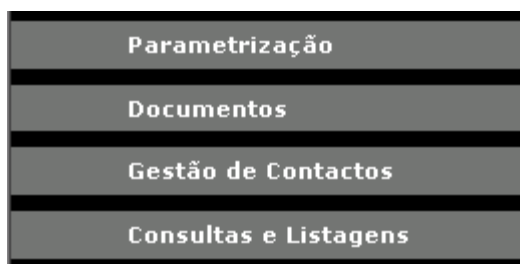 Parametrização
Documentos
Gestão de Contactos
Consultas e Listagens